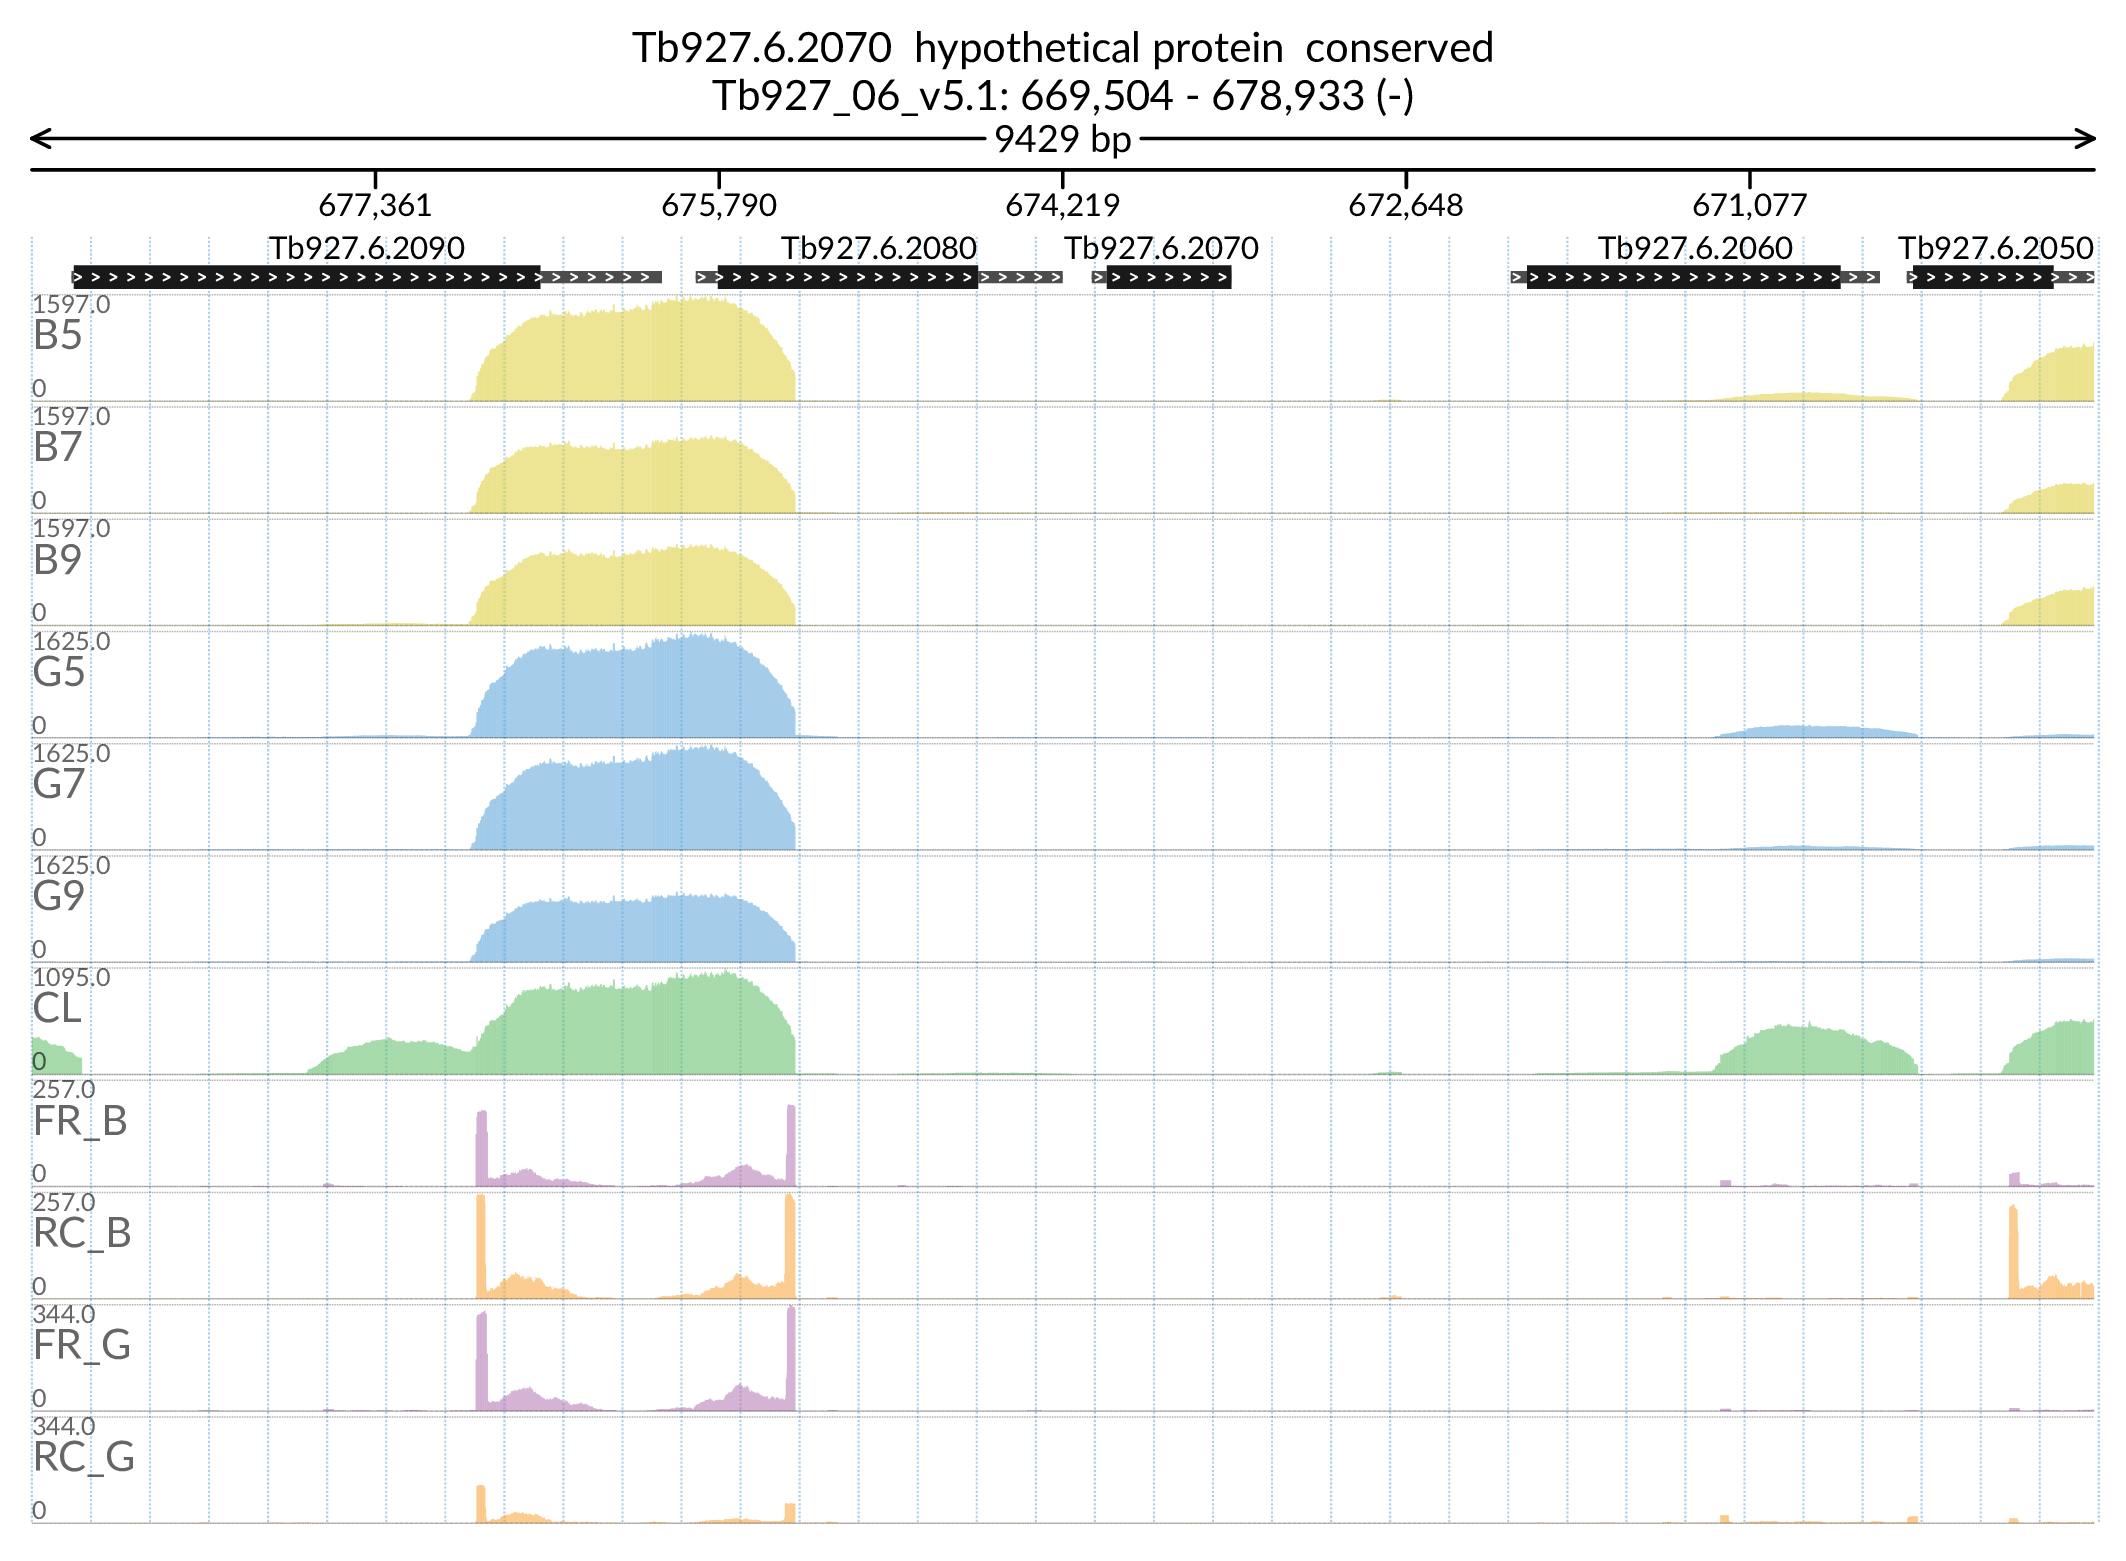 Tb927.6.2070  hypothetical protein  conserved
Tb927_06_v5.1: 669,504 - 678,933 (-)
9429 bp
677,361 675,790 674,219 672,648 671,077
Tb927.6.2090 Tb927.6.2080 Tb927.6.2070 Tb927.6.2060 Tb927.6.2050
1597.0
B5
0
1597.0
B7
0
1597.0
B9
0
1625.0
G5
0
1625.0
G7
0
1625.0
G9
0
1095.0
CL
0
257.0
FR_B
0
257.0
RC_B
0
344.0
FR_G
0
344.0
RC_G
0